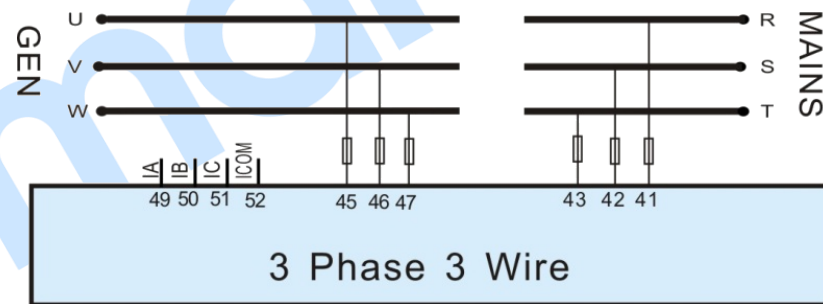 U
V
W
GEN
R
S
T
MAINS
IA
IB
IC
ICOM
49 50 51 52 45 46 47 43 42 41
3 Phase 3 Wire